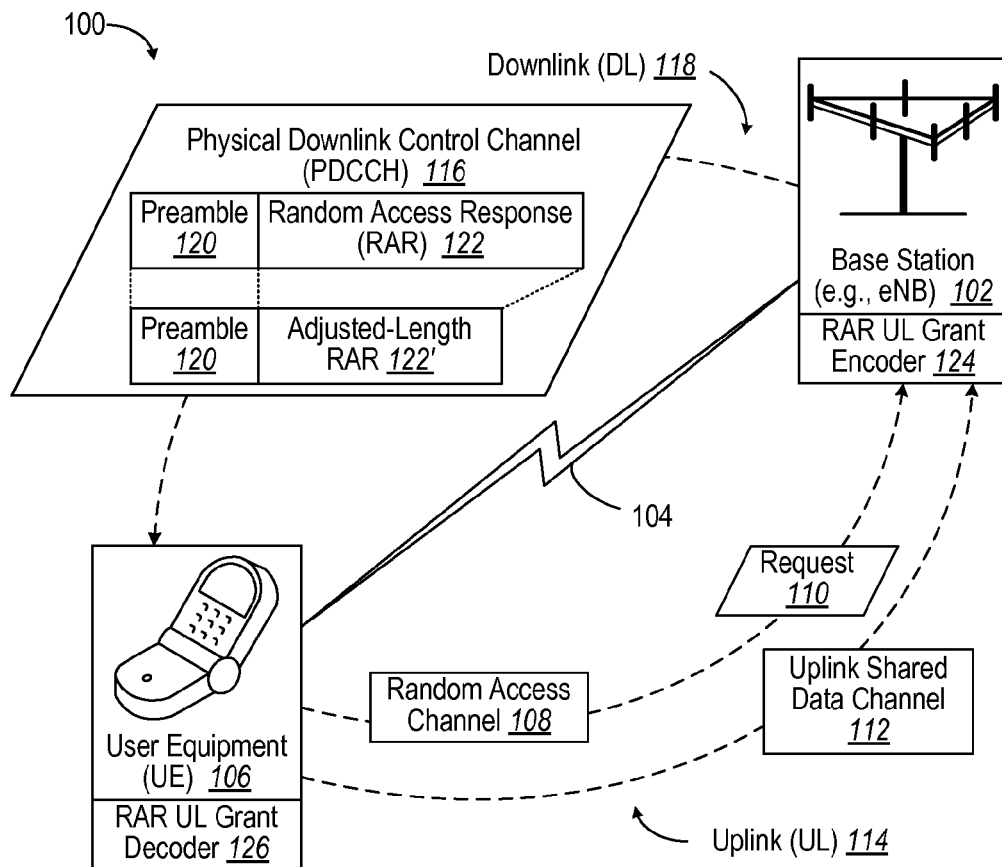 100
Downlink (DL) 118
Physical Downlink Control Channel
(PDCCH) 116
Preamble
120
Random Access Response
(RAR) 122
Preamble
120
Adjusted-Length
RAR 122'
Base Station
(e.g., eNB) 102
RAR UL Grant
Encoder 124
104
Request
110
Random Access
Channel 108
Uplink Shared
Data Channel
112
User Equipment
(UE) 106
RAR UL Grant
Decoder 126
Uplink (UL) 114